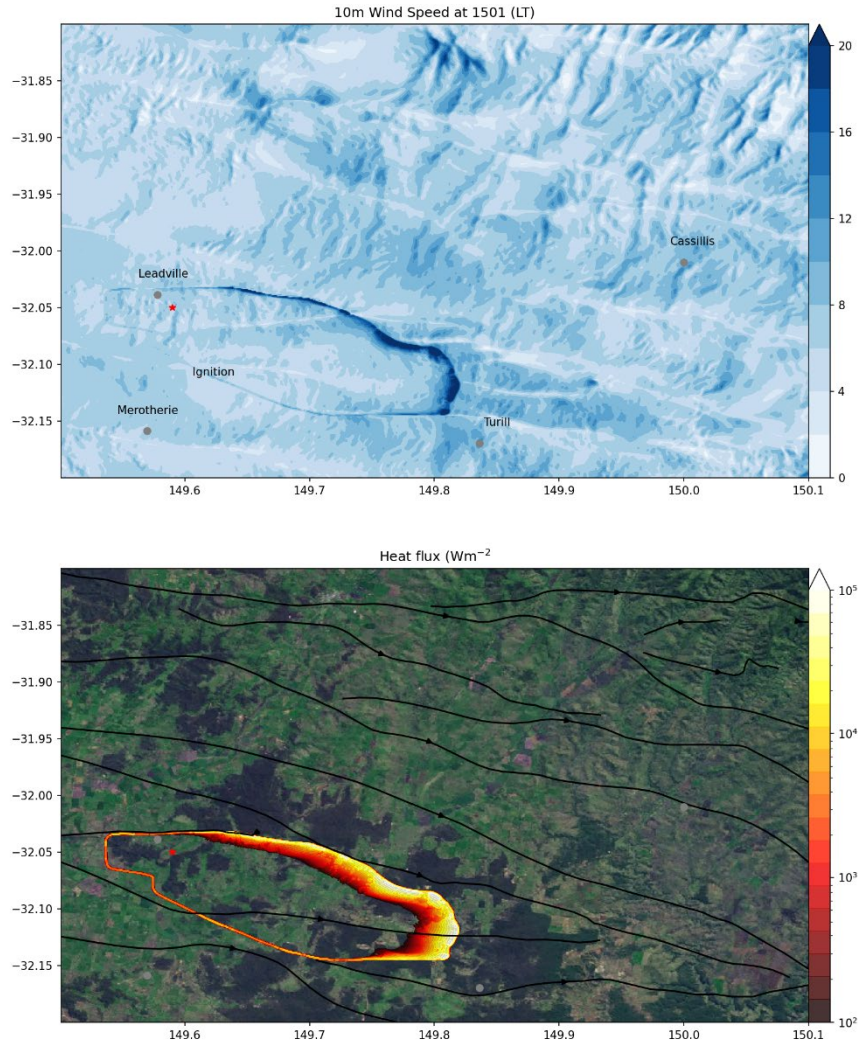 10m Wind Speed at 1501 (LT)
−31.85
−31.90
−31.95
−32.00
−32.05
−32.10
−32.15
Cassillis
Leadville
Ignition
Merotherie
Turill
20
16
12
8
4
0
149.6 149.7 149.8 149.9 150.0 150.1
Heat flux (Wm⁻²
−31.85
−31.90
−31.95
−32.00
−32.05
−32.10
−32.15
10⁵
10⁴
10³
10²
149.6 149.7 149.8 149.9 150.0 150.1